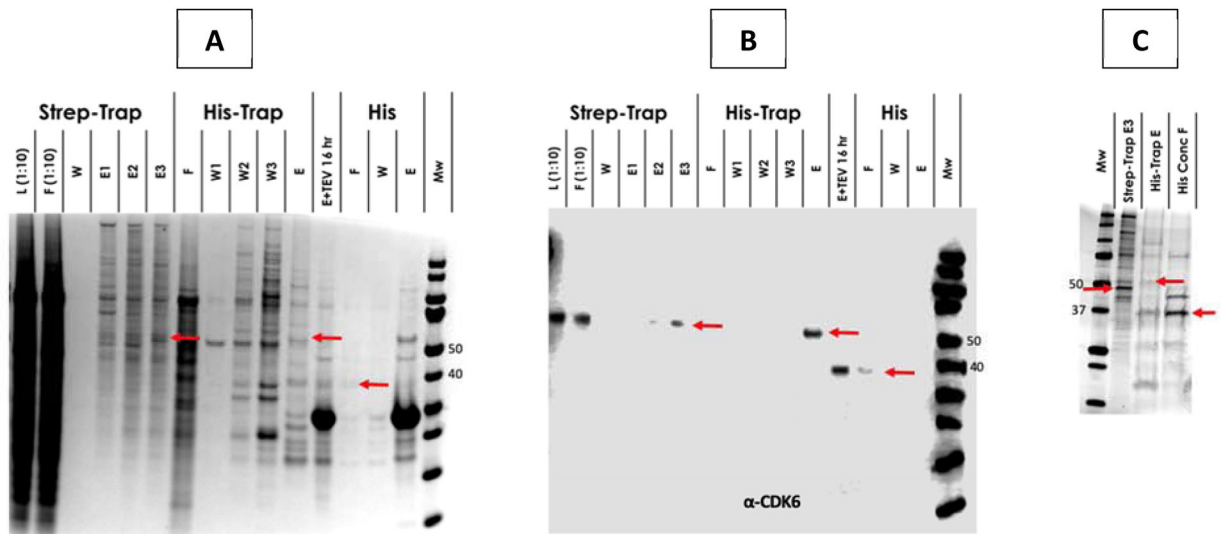 A
Strep-Trap His-Trap His
L (1:10) F (1:10) W E1 E2 E3 F W1 W2 W3 E E+TEV 16 hr F W E Mw
50
40
B
Strep-Trap His-Trap His
L (1:10) F (1:10) W E1 E2 E3 F W1 W2 W3 E E+TEV 16 hr F W E Mw
50
40
α-CDK6
C
Mw Strep-Trap E3 His-Trap E His Conc F
50
37